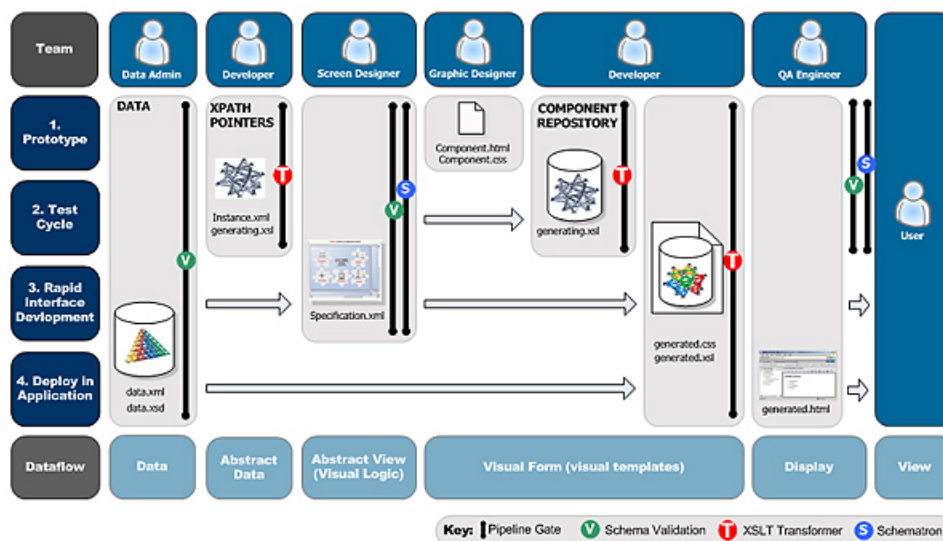 Team
Data Admin
Developer
Screen Designer
Graphic Designer
Developer
QA Engineer
1.
Prototype
2. Test
Cycle
3. Rapid
Interface
Devlopment
4. Deploy in
Application
DATA
V
data.xml
data.xsd
XPATH
POINTERS
T
Instance.xml
generating.xsl
S
V
Specification.xml
Component.html
Component.css
COMPONENT
REPOSITORY
T
generating.xsl
T
generated.css
generated.xsl
generated.html
S
V
User
Dataflow
Data
Abstract
Data
Abstract View
(Visual Logic)
Visual Form (visual templates)
Display
View
Key: Pipeline Gate V Schema Validation T XSLT Transformer S Schematron